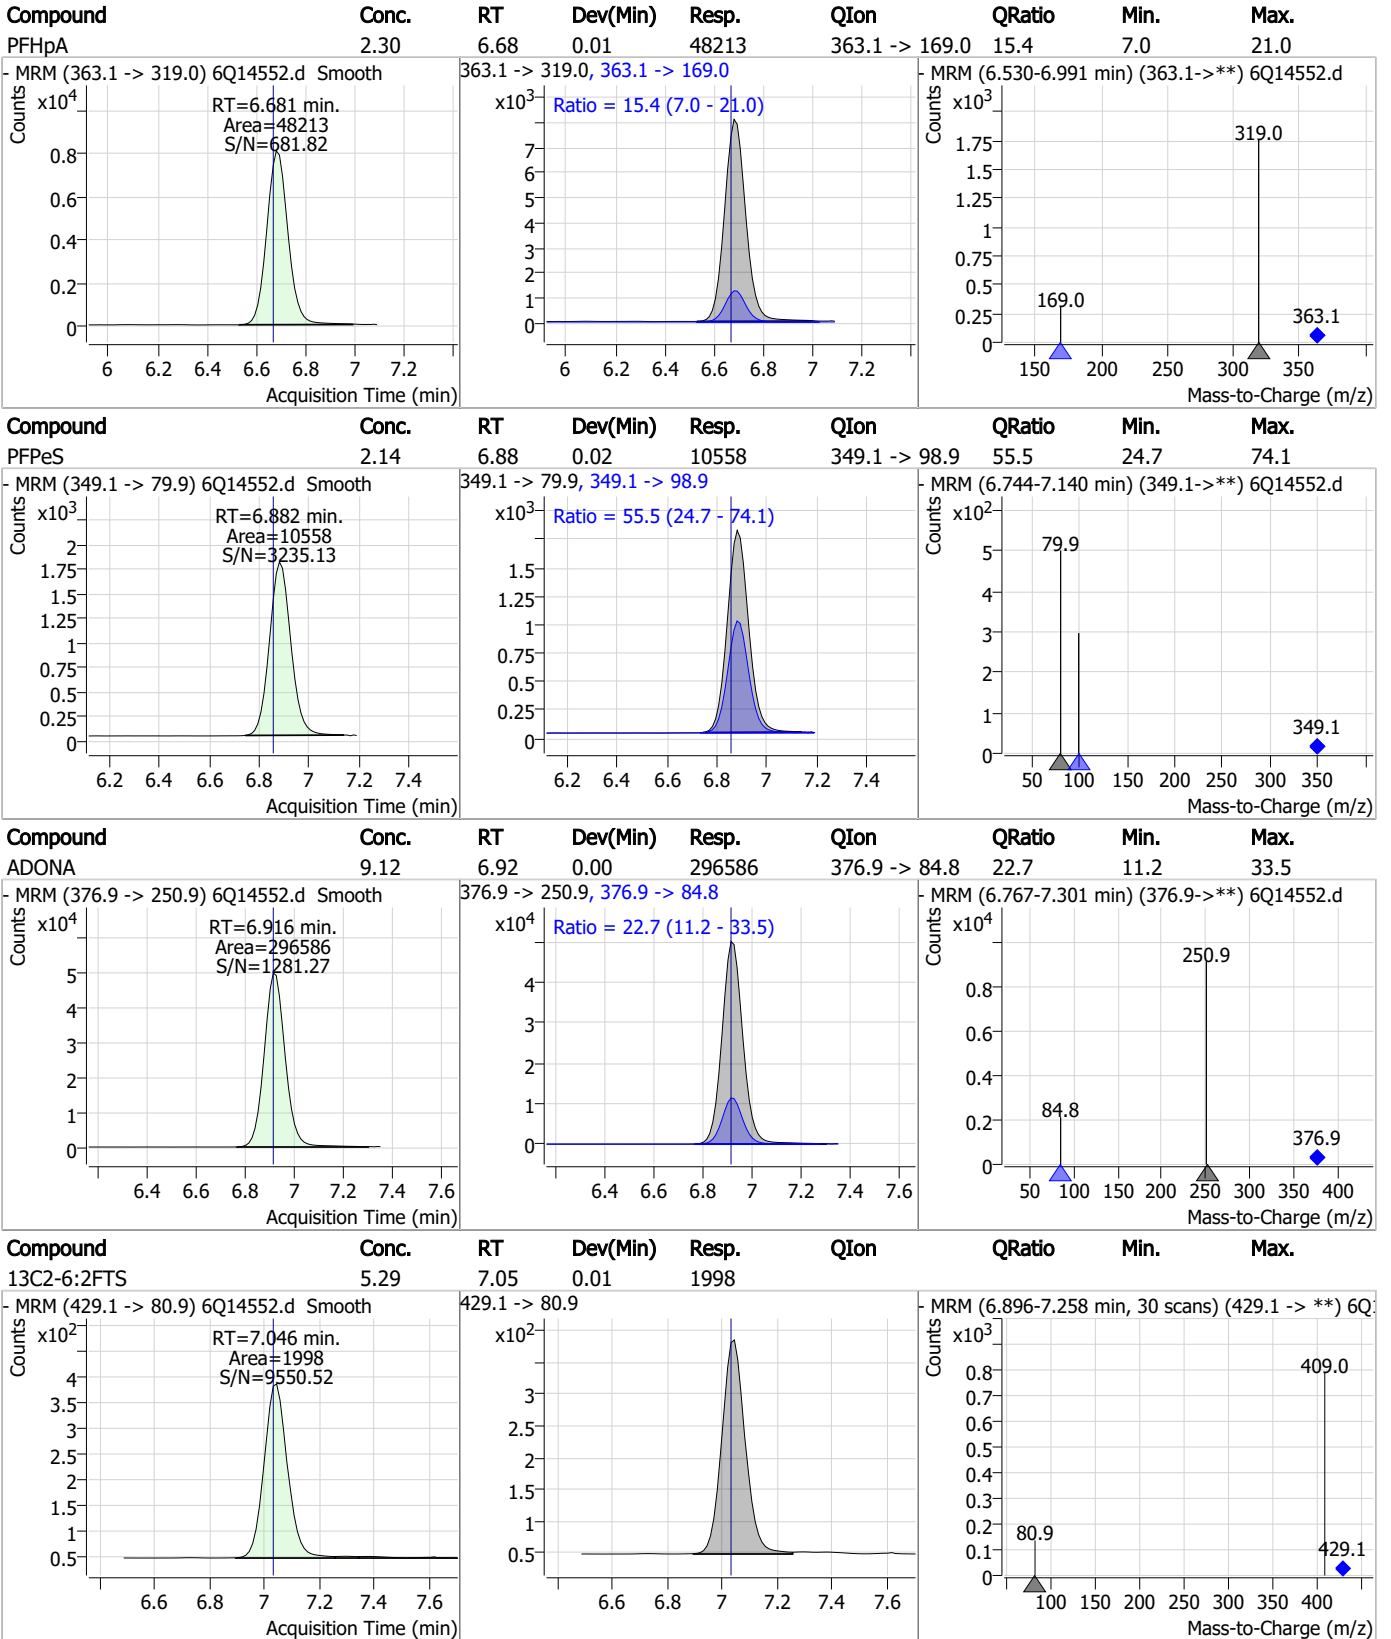 Compound Conc. RT Dev(Min) Resp. QIon QRatio Min. Max.
PFHpA 2.30 6.68 0.01 48213 363.1 -> 169.0 15.4 7.0 21.0
- MRM (363.1 -> 319.0) 6Q14552.d Smooth
Counts
x10^4
RT=6.681 min.
Area=48213
S/N=681.82
0.8
0.6
0.4
0.2
0
6 6.2 6.4 6.6 6.8 7 7.2
Acquisition Time (min)
363.1 -> 319.0, 363.1 -> 169.0
x10^3
Ratio = 15.4 (7.0 - 21.0)
7
6
5
4
3
2
1
0
6 6.2 6.4 6.6 6.8 7 7.2
- MRM (6.530-6.991 min) (363.1->**) 6Q14552.d
Counts
x10^3
319.0
1.75
1.5
1.25
1
0.75
0.5
169.0
0.25
363.1
0
150 200 250 300 350
Mass-to-Charge (m/z)
Compound Conc. RT Dev(Min) Resp. QIon QRatio Min. Max.
PFPeS 2.14 6.88 0.02 10558 349.1 -> 98.9 55.5 24.7 74.1
- MRM (349.1 -> 79.9) 6Q14552.d Smooth
Counts
x10^3
RT=6.882 min.
Area=10558
S/N=3235.13
2
1.75
1.5
1.25
1
0.75
0.5
0.25
0
6.2 6.4 6.6 6.8 7 7.2 7.4
Acquisition Time (min)
349.1 -> 79.9, 349.1 -> 98.9
x10^3
Ratio = 55.5 (24.7 - 74.1)
1.5
1.25
1
0.75
0.5
0.25
0
6.2 6.4 6.6 6.8 7 7.2 7.4
- MRM (6.744-7.140 min) (349.1->**) 6Q14552.d
Counts
x10^2
79.9
5
4
3
2
1
349.1
0
50 100 150 200 250 300 350
Mass-to-Charge (m/z)
Compound Conc. RT Dev(Min) Resp. QIon QRatio Min. Max.
ADONA 9.12 6.92 0.00 296586 376.9 -> 84.8 22.7 11.2 33.5
- MRM (376.9 -> 250.9) 6Q14552.d Smooth
Counts
x10^4
RT=6.916 min.
Area=296586
S/N=1281.27
5
4
3
2
1
0
6.4 6.6 6.8 7 7.2 7.4 7.6
Acquisition Time (min)
376.9 -> 250.9, 376.9 -> 84.8
x10^4
Ratio = 22.7 (11.2 - 33.5)
4
3
2
1
0
6.4 6.6 6.8 7 7.2 7.4 7.6
- MRM (6.767-7.301 min) (376.9->**) 6Q14552.d
Counts
x10^4
250.9
0.8
0.6
0.4
0.2
84.8
376.9
0
50 100 150 200 250 300 350 400
Mass-to-Charge (m/z)
Compound Conc. RT Dev(Min) Resp. QIon QRatio Min. Max.
13C2-6:2FTS 5.29 7.05 0.01 1998
- MRM (429.1 -> 80.9) 6Q14552.d Smooth
Counts
x10^2
RT=7.046 min.
Area=1998
S/N=9550.52
4
3.5
3
2.5
2
1.5
1
0.5
6.6 6.8 7 7.2 7.4 7.6
Acquisition Time (min)
429.1 -> 80.9
x10^2
3
2.5
2
1.5
1
0.5
6.6 6.8 7 7.2 7.4 7.6
- MRM (6.896-7.258 min, 30 scans) (429.1 -> **) 6Q1
Counts
x10^3
409.0
0.8
0.7
0.6
0.5
0.4
0.3
0.2
80.9
0.1
429.1
0
100 150 200 250 300 350 400
Mass-to-Charge (m/z)